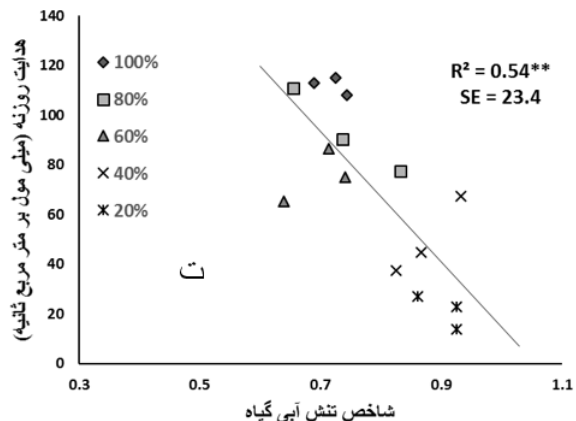 هدایت روزنه (میلی مول بر متر مربع ثانیه)
140
120
100
80
60
40
20
0
100%
80%
60%
40%
20%
R² = 0.54**
SE = 23.4
ت
0.3 0.5 0.7 0.9 1.1
شاخص تنش آبی گیاه